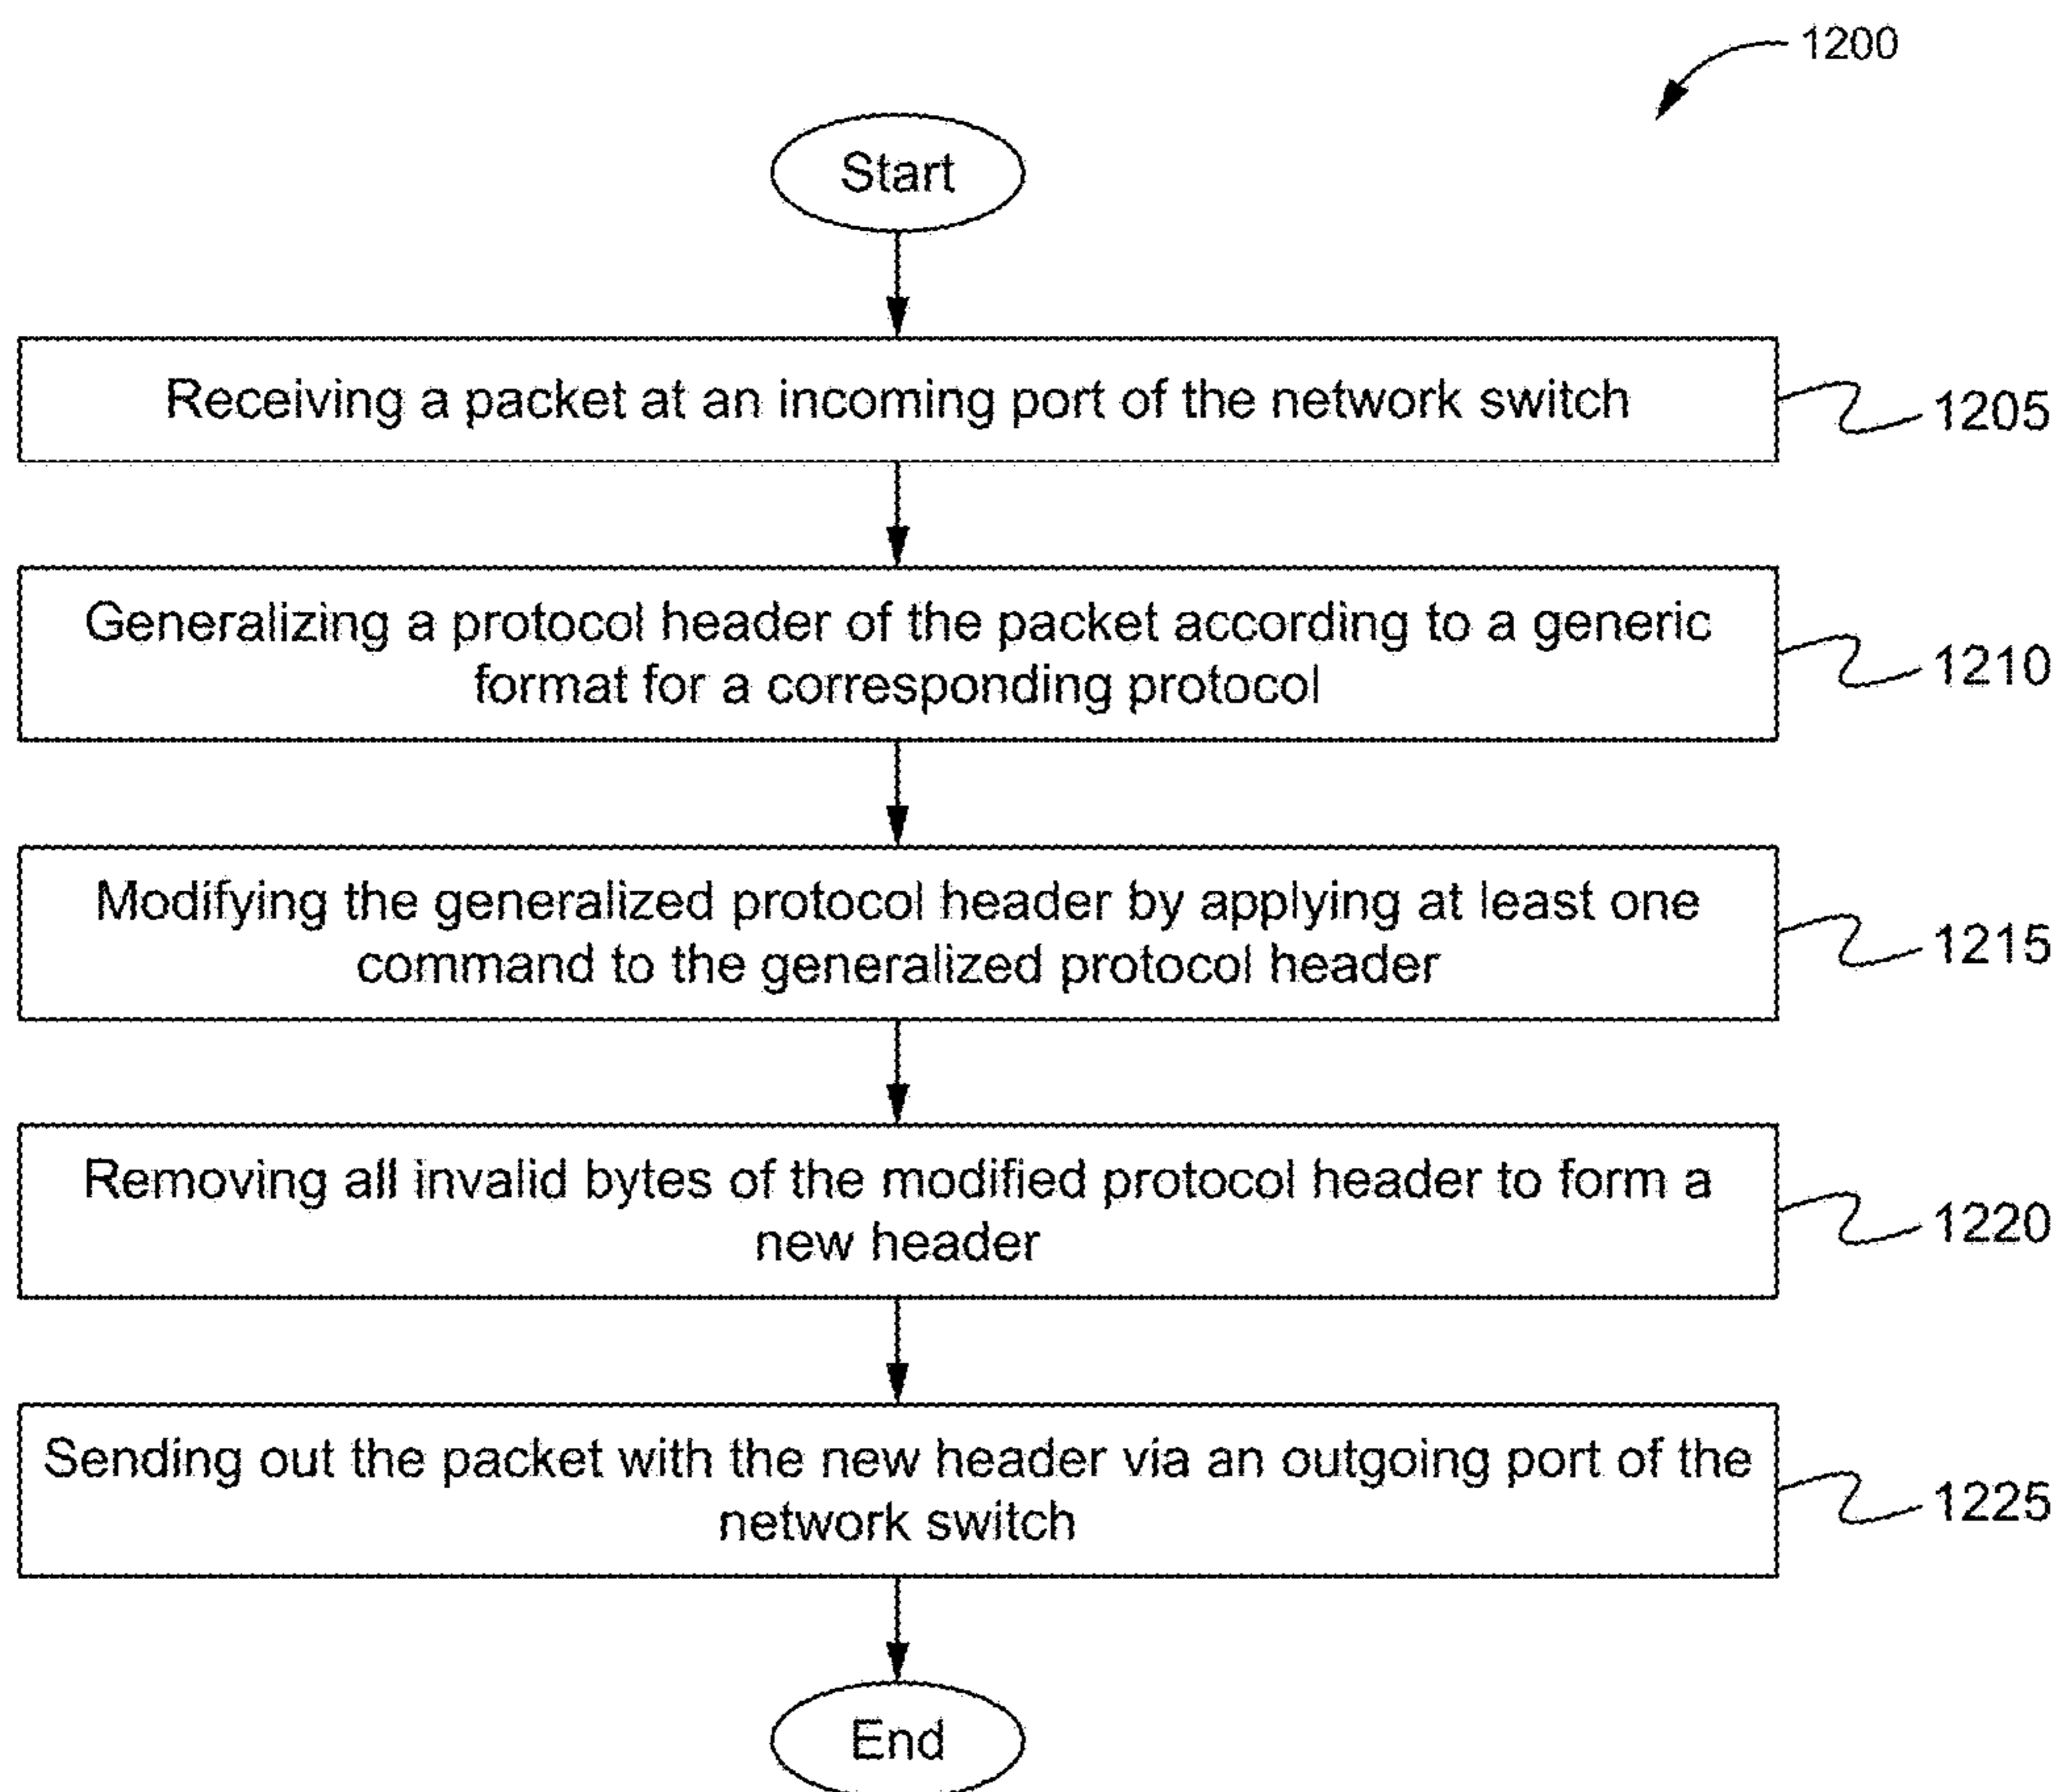 1200
Start
Receiving a packet at an incoming port of the network switch
1205
Generalizing a protocol header of the packet according to a generic
format for a corresponding protocol
1210
Modifying the generalized protocol header by applying at least one
command to the generalized protocol header
1215
Removing all invalid bytes of the modified protocol header to form a
new header
1220
Sending out the packet with the new header via an outgoing port of the
network switch
1225
End